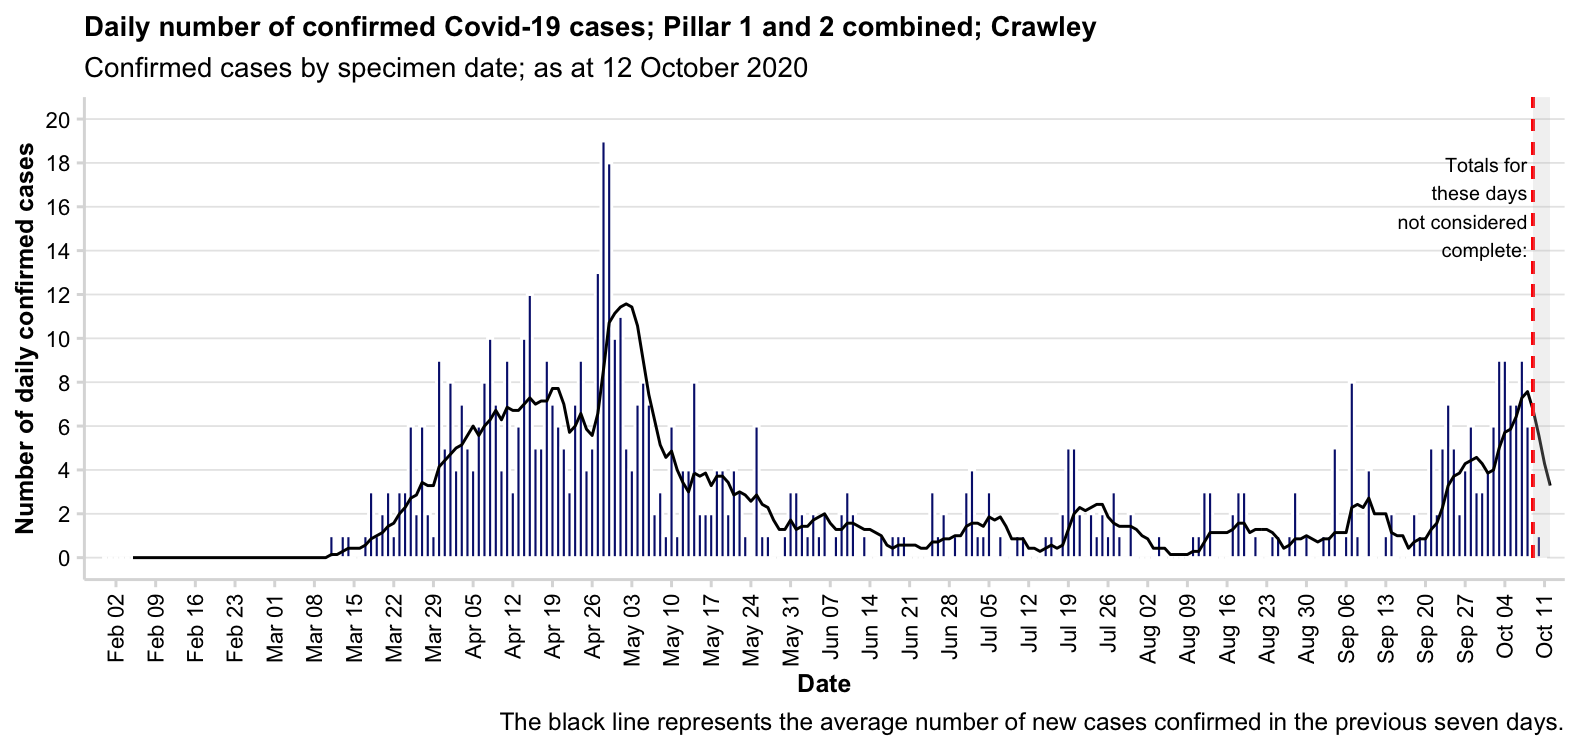 Daily number of confirmed Covid-19 cases; Pillar 1 and 2 combined; Crawley
Confirmed cases by specimen date; as at 12 October 2020
Number of daily confirmed cases
20
18
16
14
12
10
8
6
4
2
0
Totals for
these days
not considered
complete:
Feb 02
Feb 09
Feb 16
Feb 23
Mar 01
Mar 08
Mar 15
Mar 22
Mar 29
Apr 05
Apr 12
Apr 19
Apr 26
May 03
May 10
May 17
May 24
May 31
Jun 07
Jun 14
Jun 21
Jun 28
Jul 05
Jul 12
Jul 19
Jul 26
Aug 02
Aug 09
Aug 16
Aug 23
Aug 30
Sep 06
Sep 13
Sep 20
Sep 27
Oct 04
Oct 11
Date
The black line represents the average number of new cases confirmed in the previous seven days.